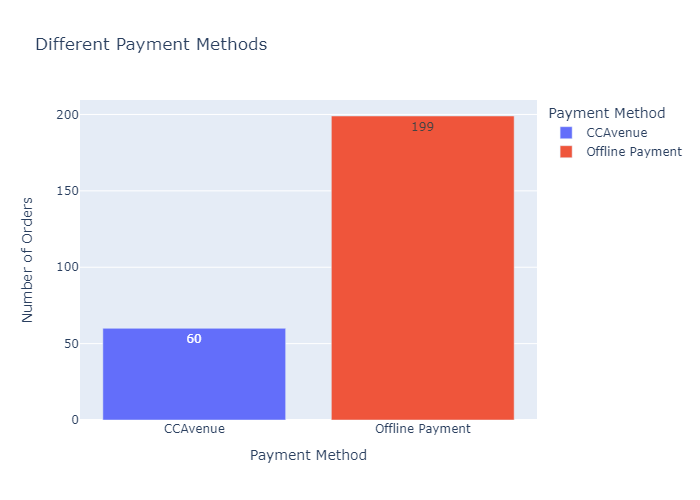 Different Payment Methods
Payment Method
CCAvenue
Offline Payment
Number of Orders
200
150
100
50
0
199
60
CCAvenue
Offline Payment
Payment Method